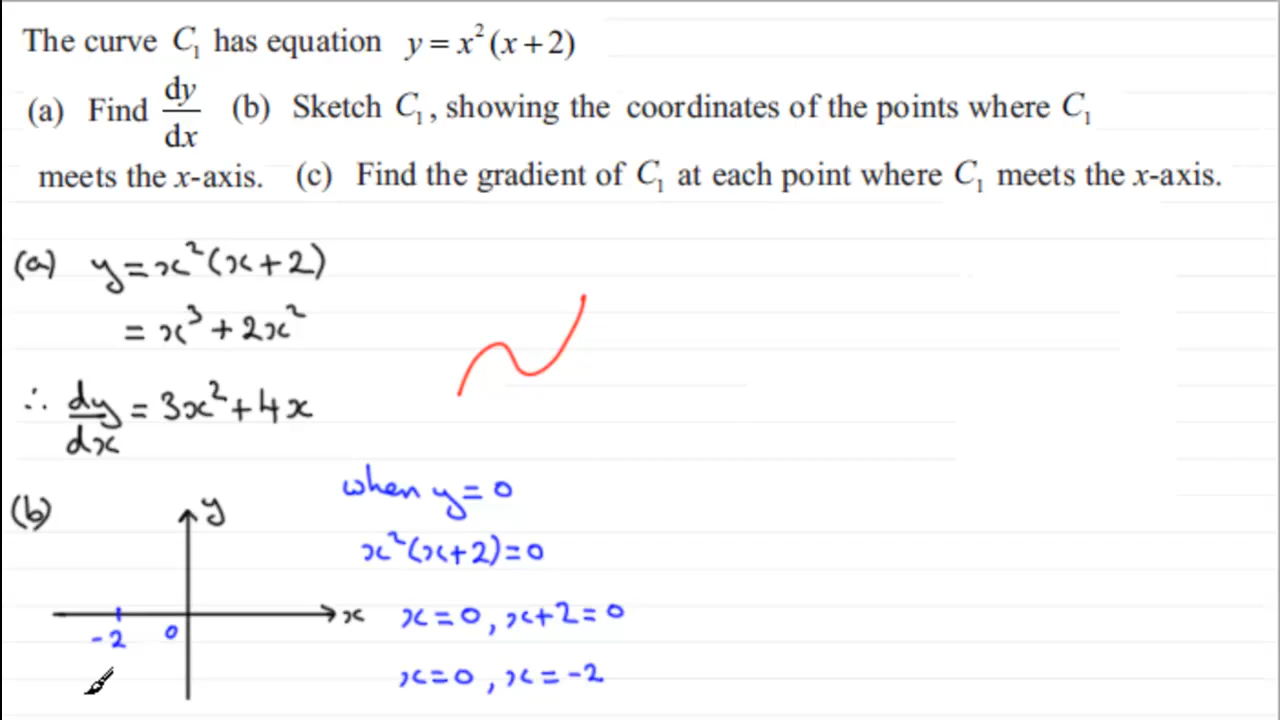 The curve C₁ has equation y = x²(x + 2)
(a) Find dy/dx (b) Sketch C₁, showing the coordinates of the points where C₁
meets the x-axis. (c) Find the gradient of C₁ at each point where C₁ meets the x-axis.
(a) y = x²(x + 2)
= x³ + 2x²
∴ dy/dx = 3x² + 4x
(b) y
x
-2 0
when y = 0
x²(x + 2) = 0
x = 0, x + 2 = 0
x = 0, x = -2